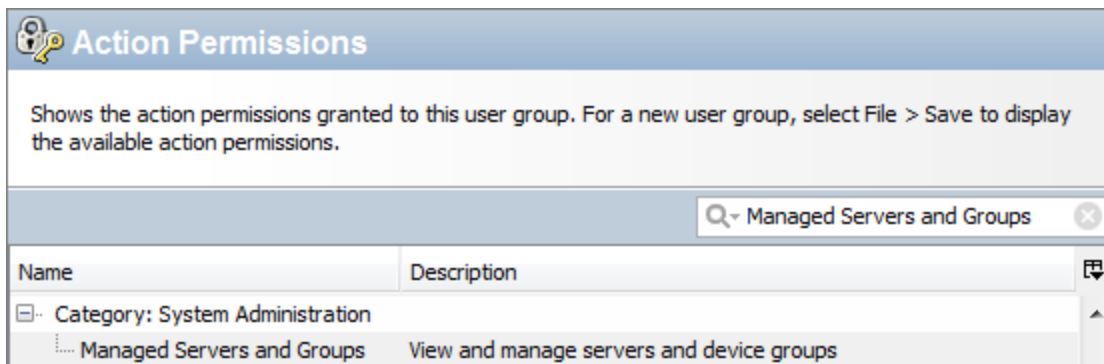 Action Permissions
Shows the action permissions granted to this user group. For a new user group, select File > Save to display
the available action permissions.
Managed Servers and Groups
Name Description
Category: System Administration
Managed Servers and Groups View and manage servers and device groups